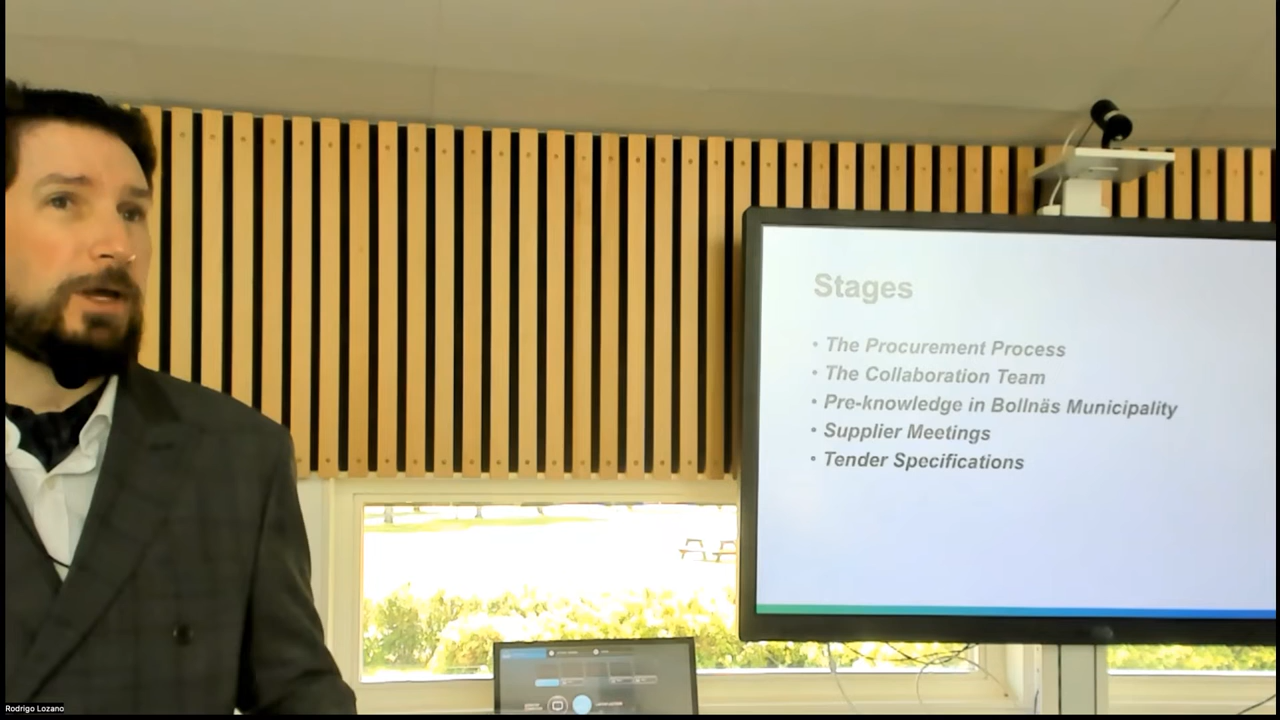 Stages
• The Procurement Process
• The Collaboration Team
• Pre-knowledge in Bollnäs Municipality
• Supplier Meetings
• Tender Specifications
Rodrigo Lozano